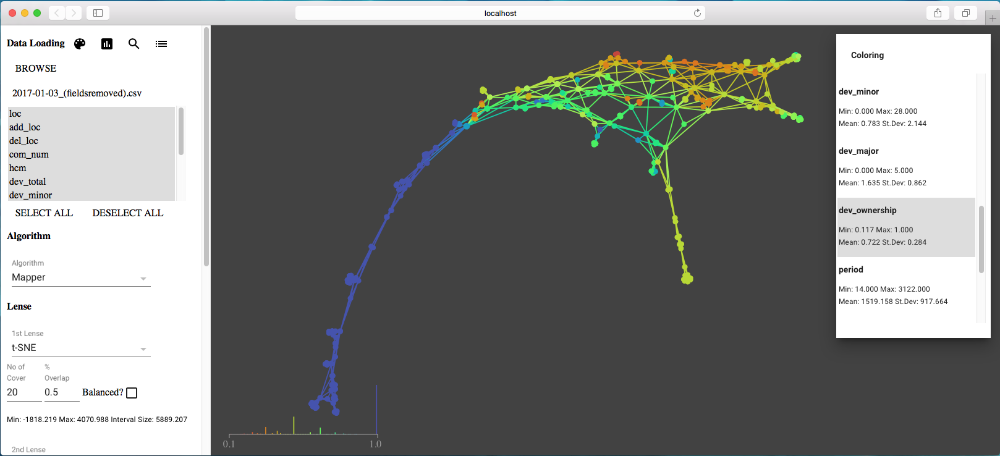 localhost
Data Loading
BROWSE
2017-01-03_(fieldsremoved).csv
loc
add_loc
del_loc
com_num
hcm
dev_total
dev_minor
SELECT ALL DESELECT ALL
Algorithm
Algorithm
Mapper
Lense
1st Lense
t-SNE
No of Cover
% Overlap
20 0.5 Balanced?
Min: -1818.219 Max: 4070.988 Interval Size: 5889.207
2nd Lense
0.1 1.0
Coloring
dev_minor
Min: 0.000 Max: 28.000
Mean: 0.783 St.Dev: 2.144
dev_major
Min: 0.000 Max: 5.000
Mean: 1.635 St.Dev: 0.862
dev_ownership
Min: 0.117 Max: 1.000
Mean: 0.722 St.Dev: 0.284
period
Min: 14.000 Max: 3122.000
Mean: 1519.158 St.Dev: 917.664